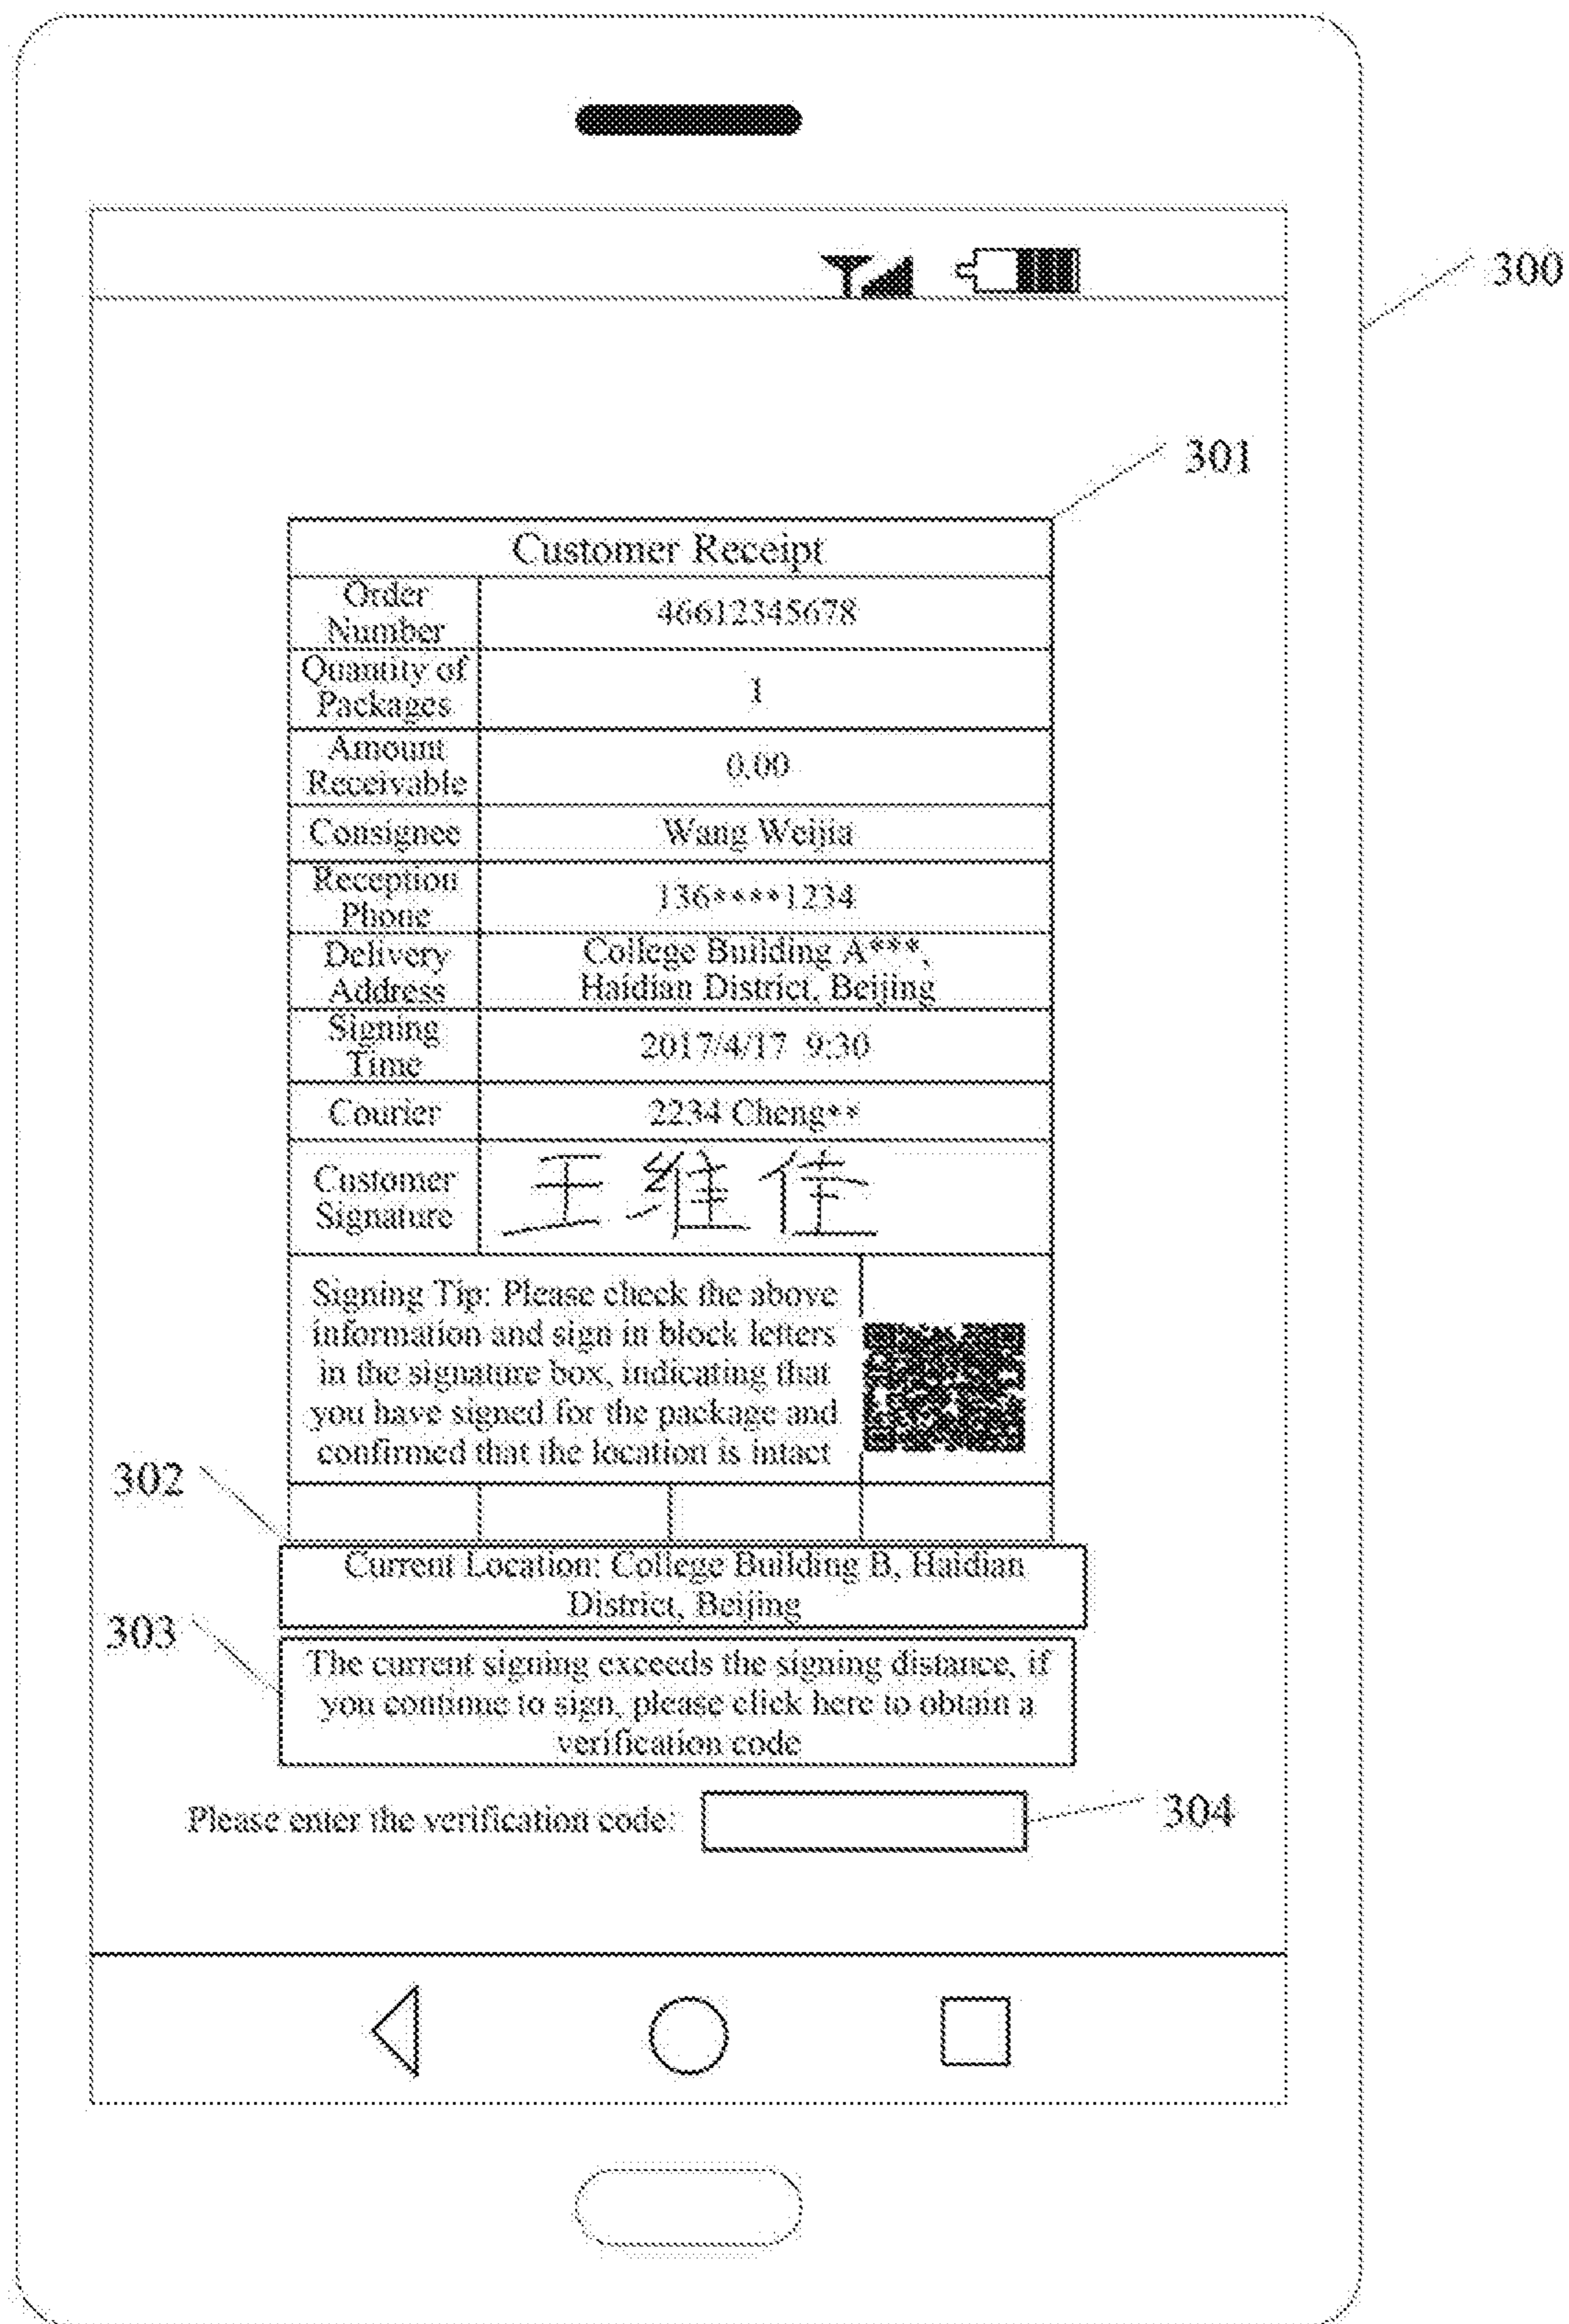 300
301
Customer Receipt
Order
Number
46612345678
Quantity of
Packages
1
Amount
Receivable
0.00
Consignee
Wang Weijia
Reception
Phone
136****1234
Delivery
Address
College Building A***,
Haidian District, Beijing
Signing
Time
2017/4/17 9:30
Courier
2234 Cheng**
Customer
Signature
王维佳
Signing Tip: Please check the above
information and sign in block letters
in the signature box, indicating that
you have signed for the package and
confirmed that the location is intact
302
Current Location: College Building B, Haidian
District, Beijing
303
The current signing exceeds the signing distance, if
you continue to sign, please click here to obtain a
verification code
Please enter the verification code:
304